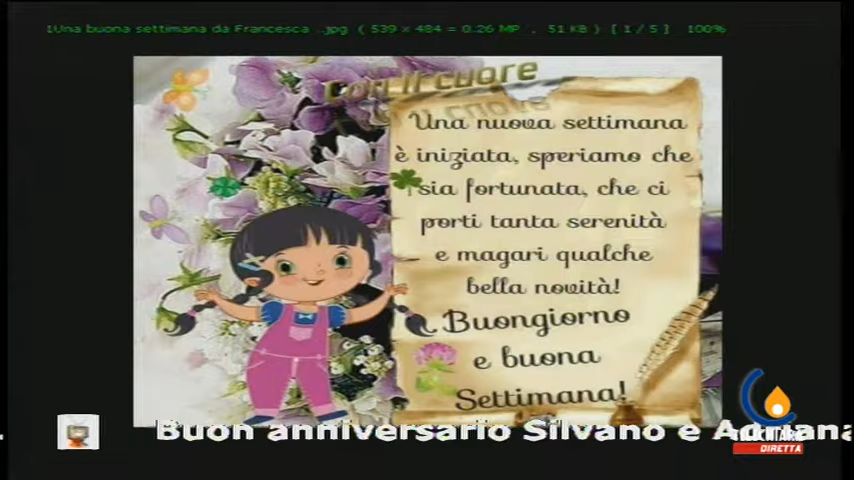 1Una buona settimana da Francesca .jpg ( 539 x 484 = 0.26 MP , 51 KB ) [ 1 / 5 ] 100%
Con il cuore
Una nuova settimana
è iniziata, speriamo che
sia fortunata, che ci
porti tanta serenità
e magari qualche
bella novità!
Buongiorno
e buona
Settimana!
Buon anniversario Silvano e Adriana
DIRETTA